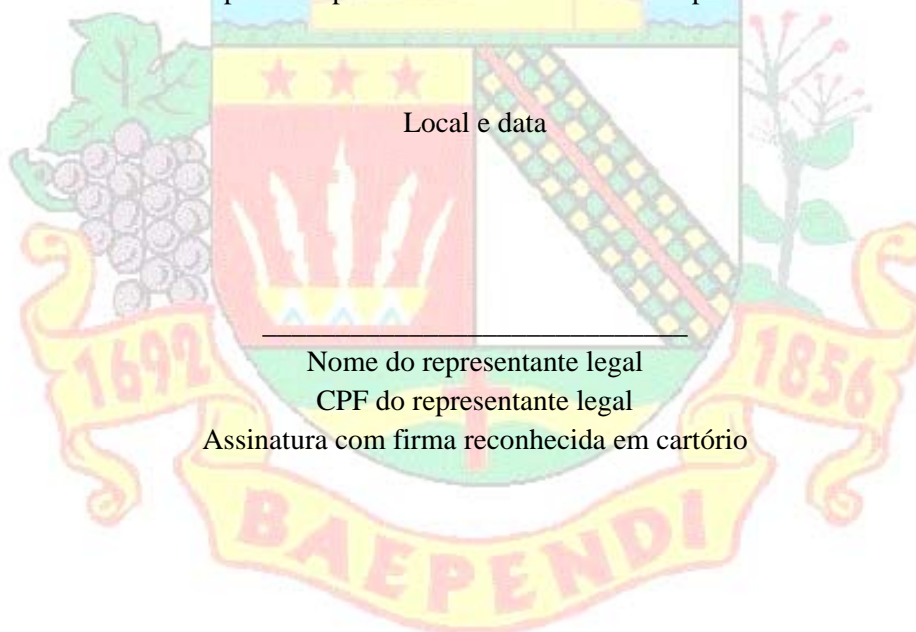 Local e data
________________________________
Nome do representante legal
CPF do representante legal
Assinatura com firma reconhecida em cartório
1692
1856
BAEPENDI